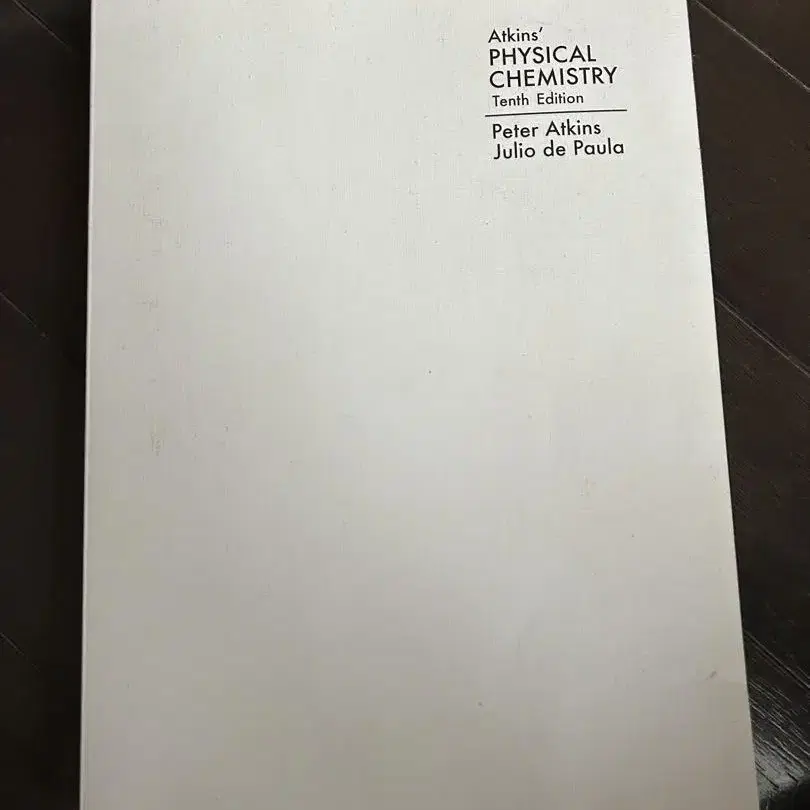 Atkins'
PHYSICAL
CHEMISTRY
Tenth Edition
Peter Atkins
Julio de Paula